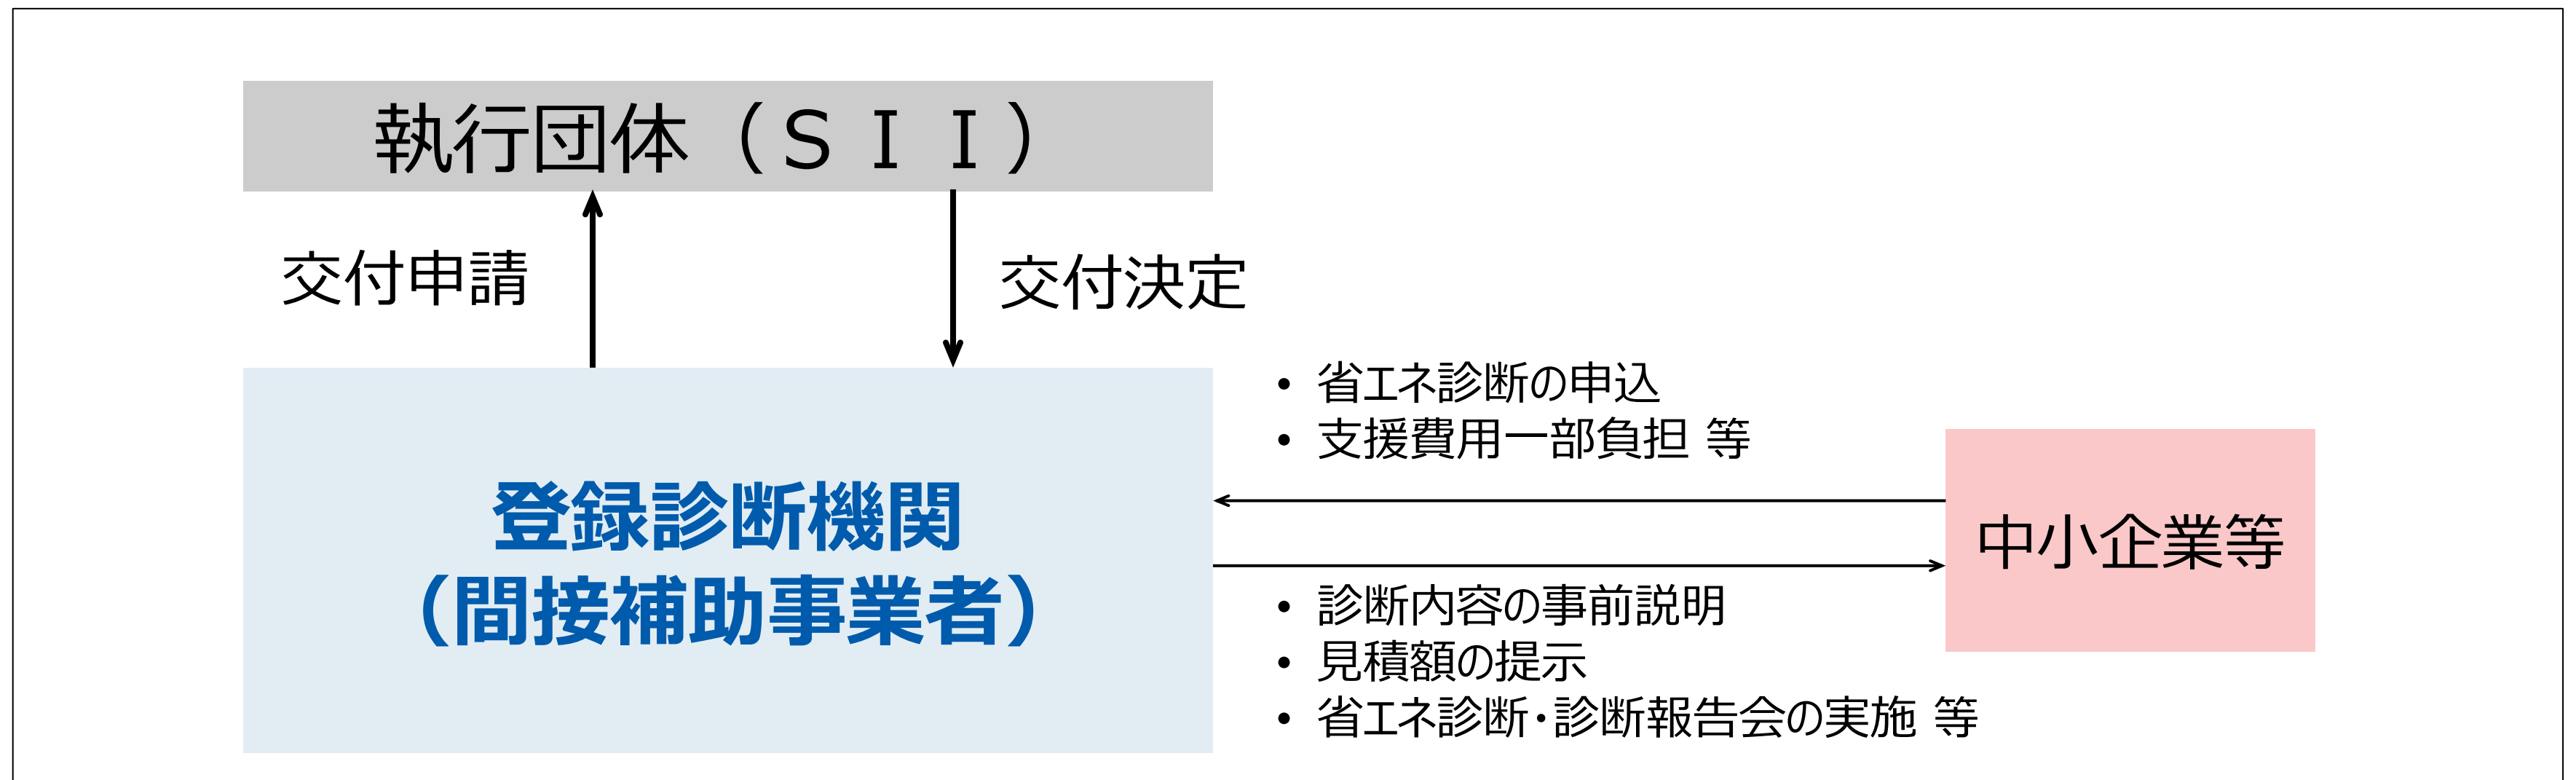 執行団体（ＳＩＩ）
交付申請
交付決定
• 省エネ診断の申込
• 支援費用一部負担 等
登録診断機関
（間接補助事業者）
中小企業等
• 診断内容の事前説明
• 見積額の提示
• 省エネ診断・診断報告会の実施 等